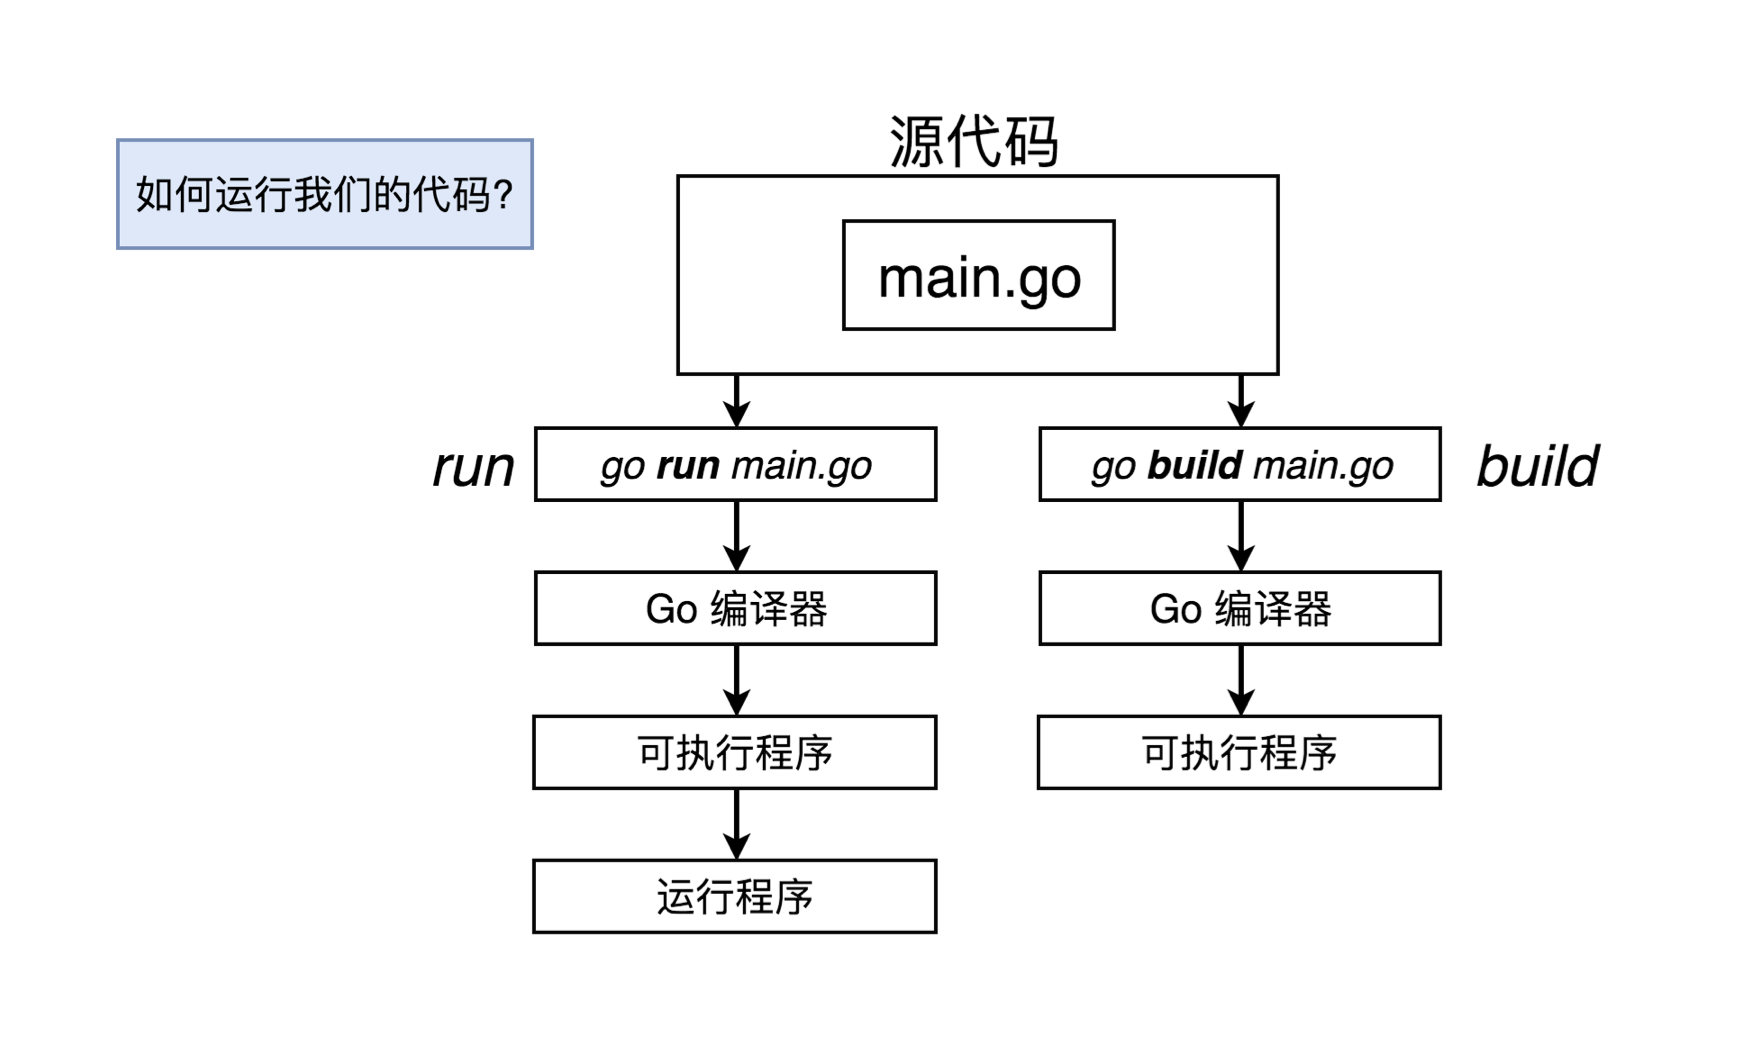 如何运行我们的代码?
源代码
main.go
run
go run main.go
go build main.go
build
Go 编译器
Go 编译器
可执行程序
可执行程序
运行程序